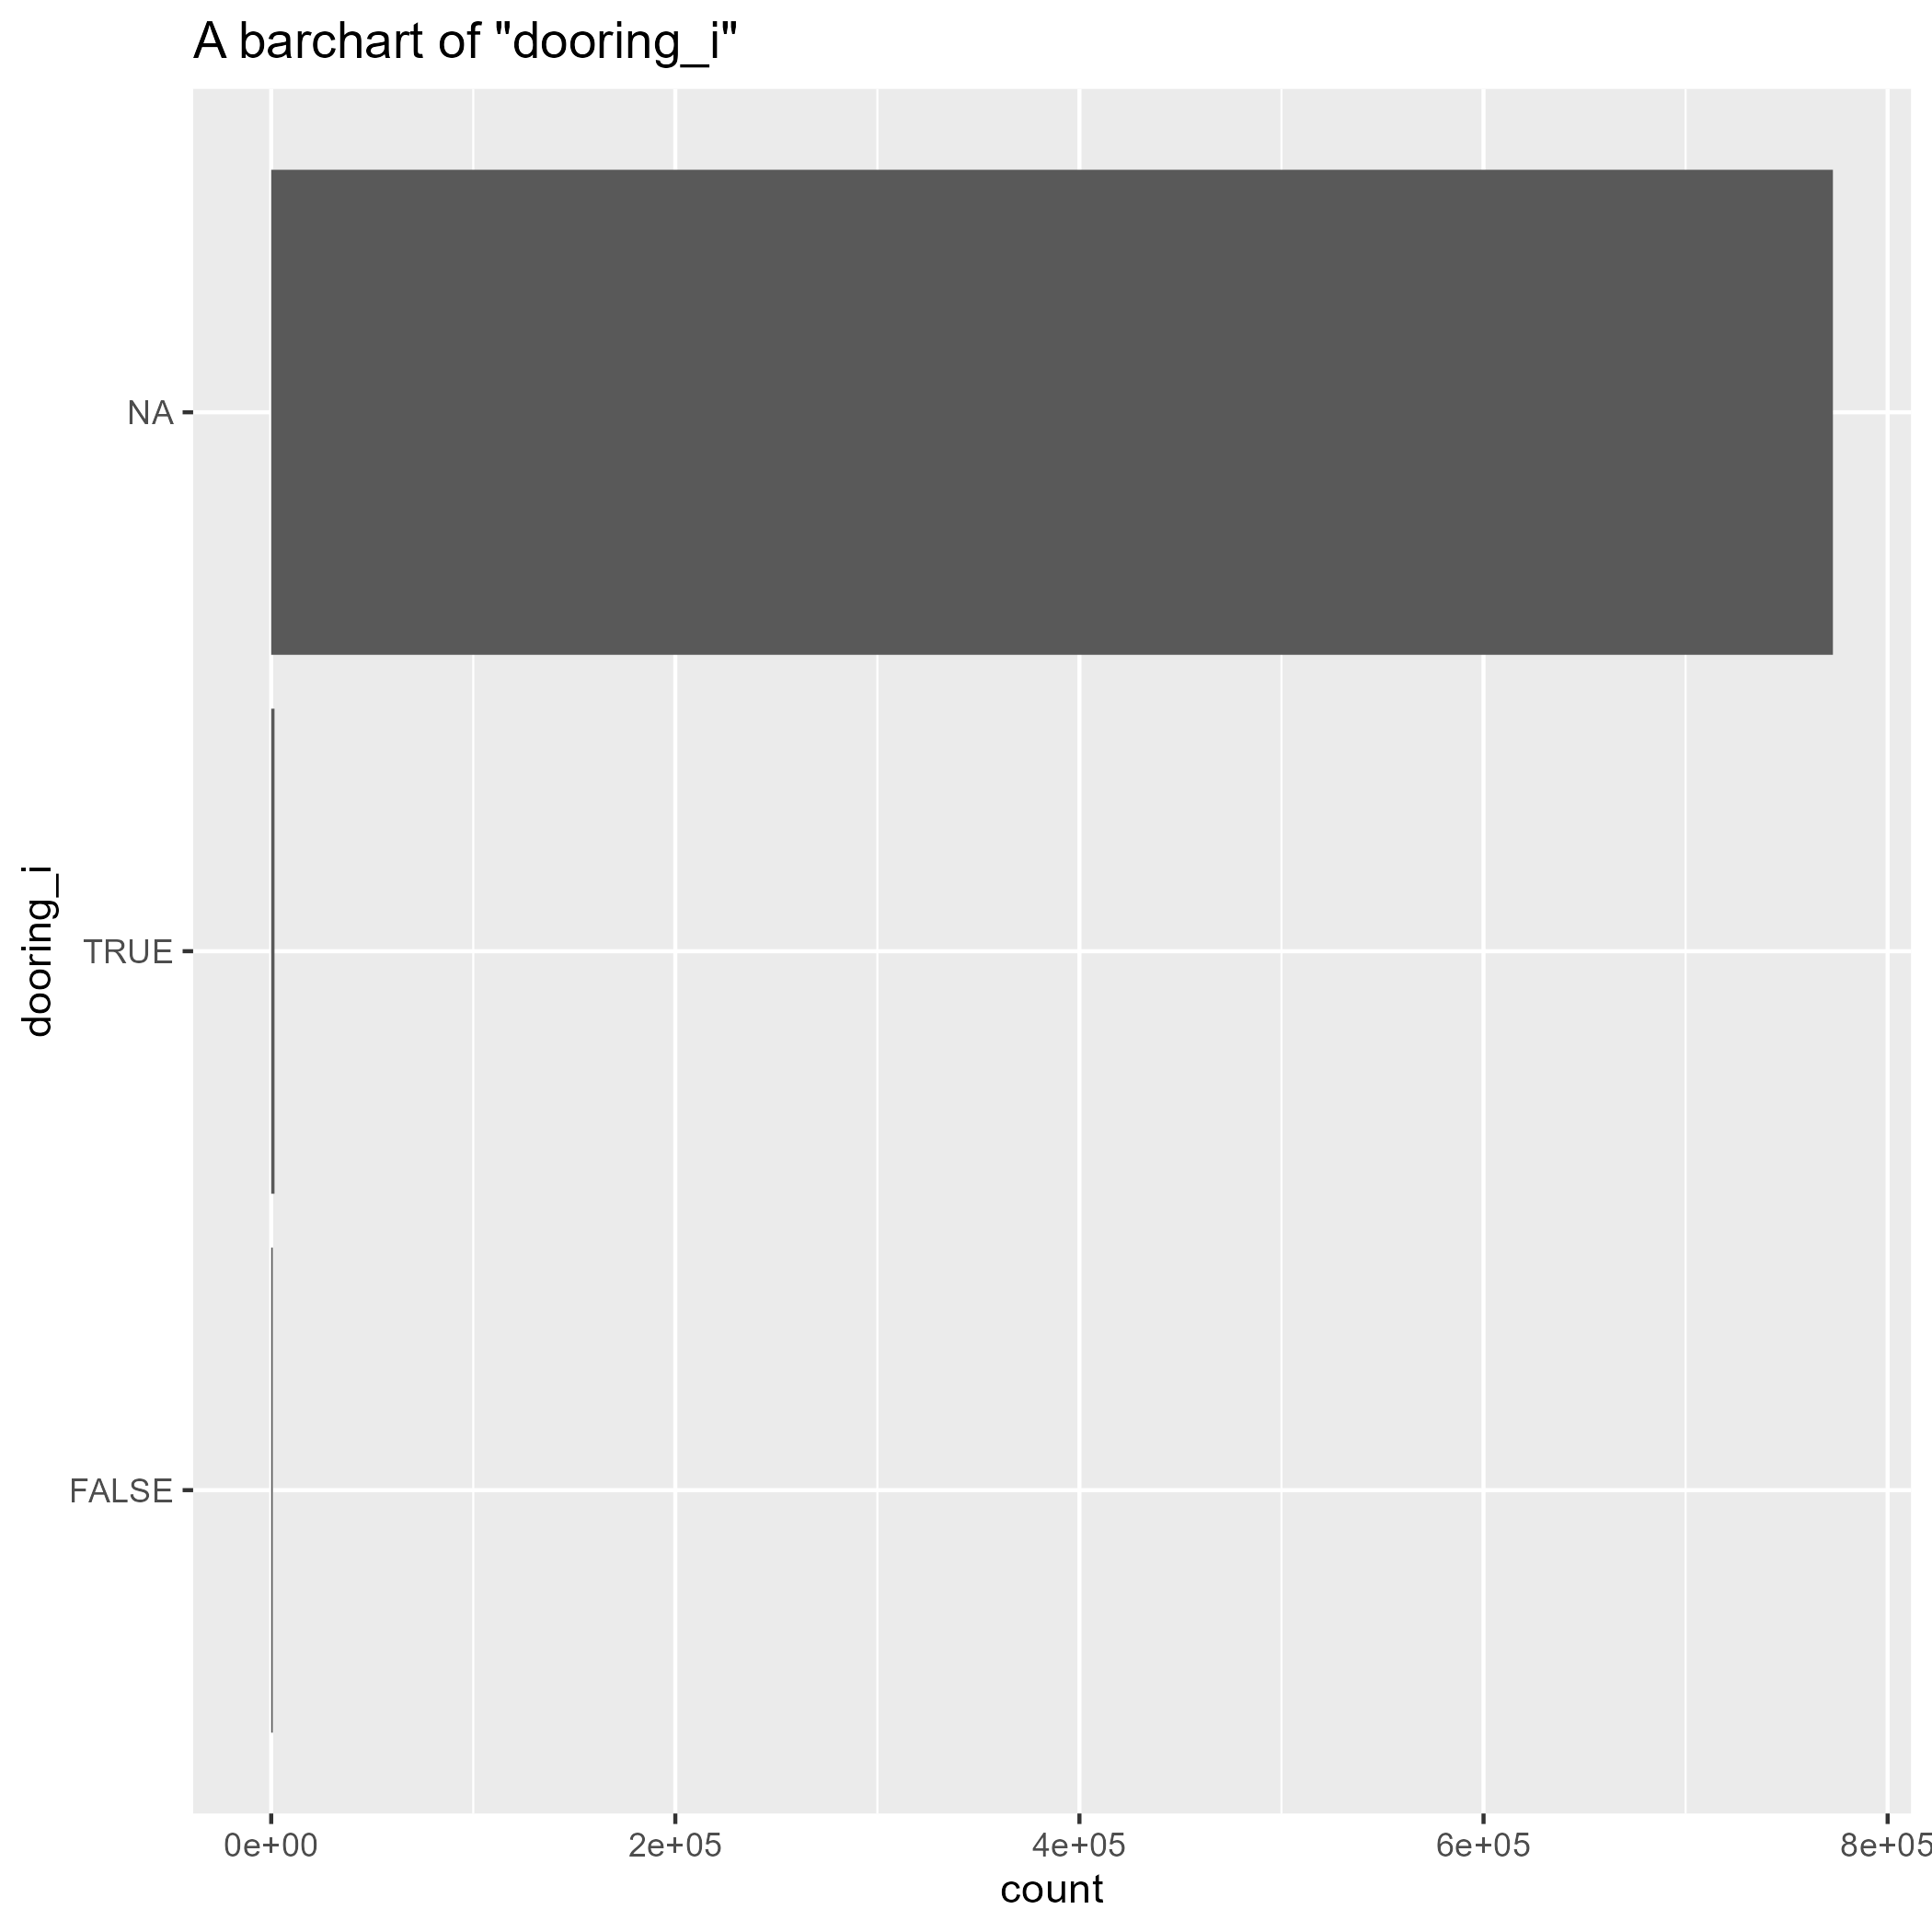 A barchart of "dooring_i"
NA
TRUE
FALSE
dooring_i
0e+00 2e+05 4e+05 6e+05 8e+05
count